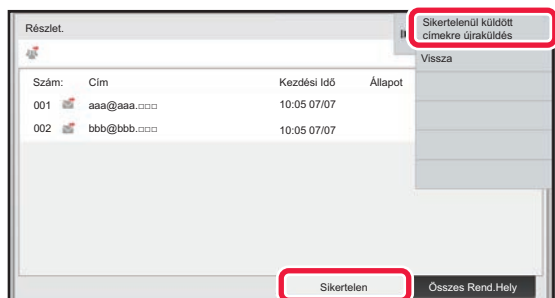 Részlet.
Sikertelenül küldött
címekre újraküldés
Vissza
Szám: Cím Kezdési Idő Állapot
001 aaa@aaa.□□□ 10:05 07/07
002 bbb@bbb.□□□ 10:05 07/07
Sikertelen Összes Rend.Hely